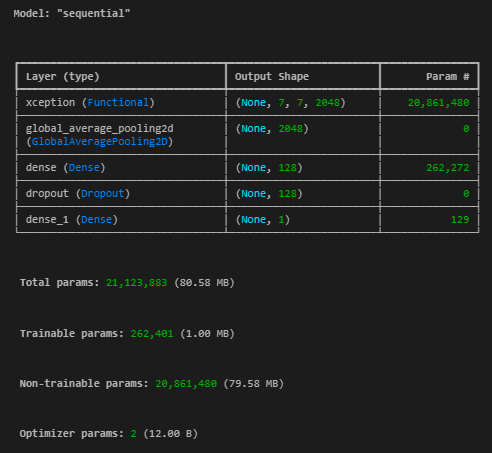 Model: "sequential"
Layer (type) Output Shape Param #
xception (Functional) (None, 7, 7, 2048) 20,861,480
global_average_pooling2d (None, 2048) 0
(GlobalAveragePooling2D)
dense (Dense) (None, 128) 262,272
dropout (Dropout) (None, 128) 0
dense_1 (Dense) (None, 1) 129
Total params: 21,123,883 (80.58 MB)
Trainable params: 262,401 (1.00 MB)
Non-trainable params: 20,861,480 (79.58 MB)
Optimizer params: 2 (12.00 B)